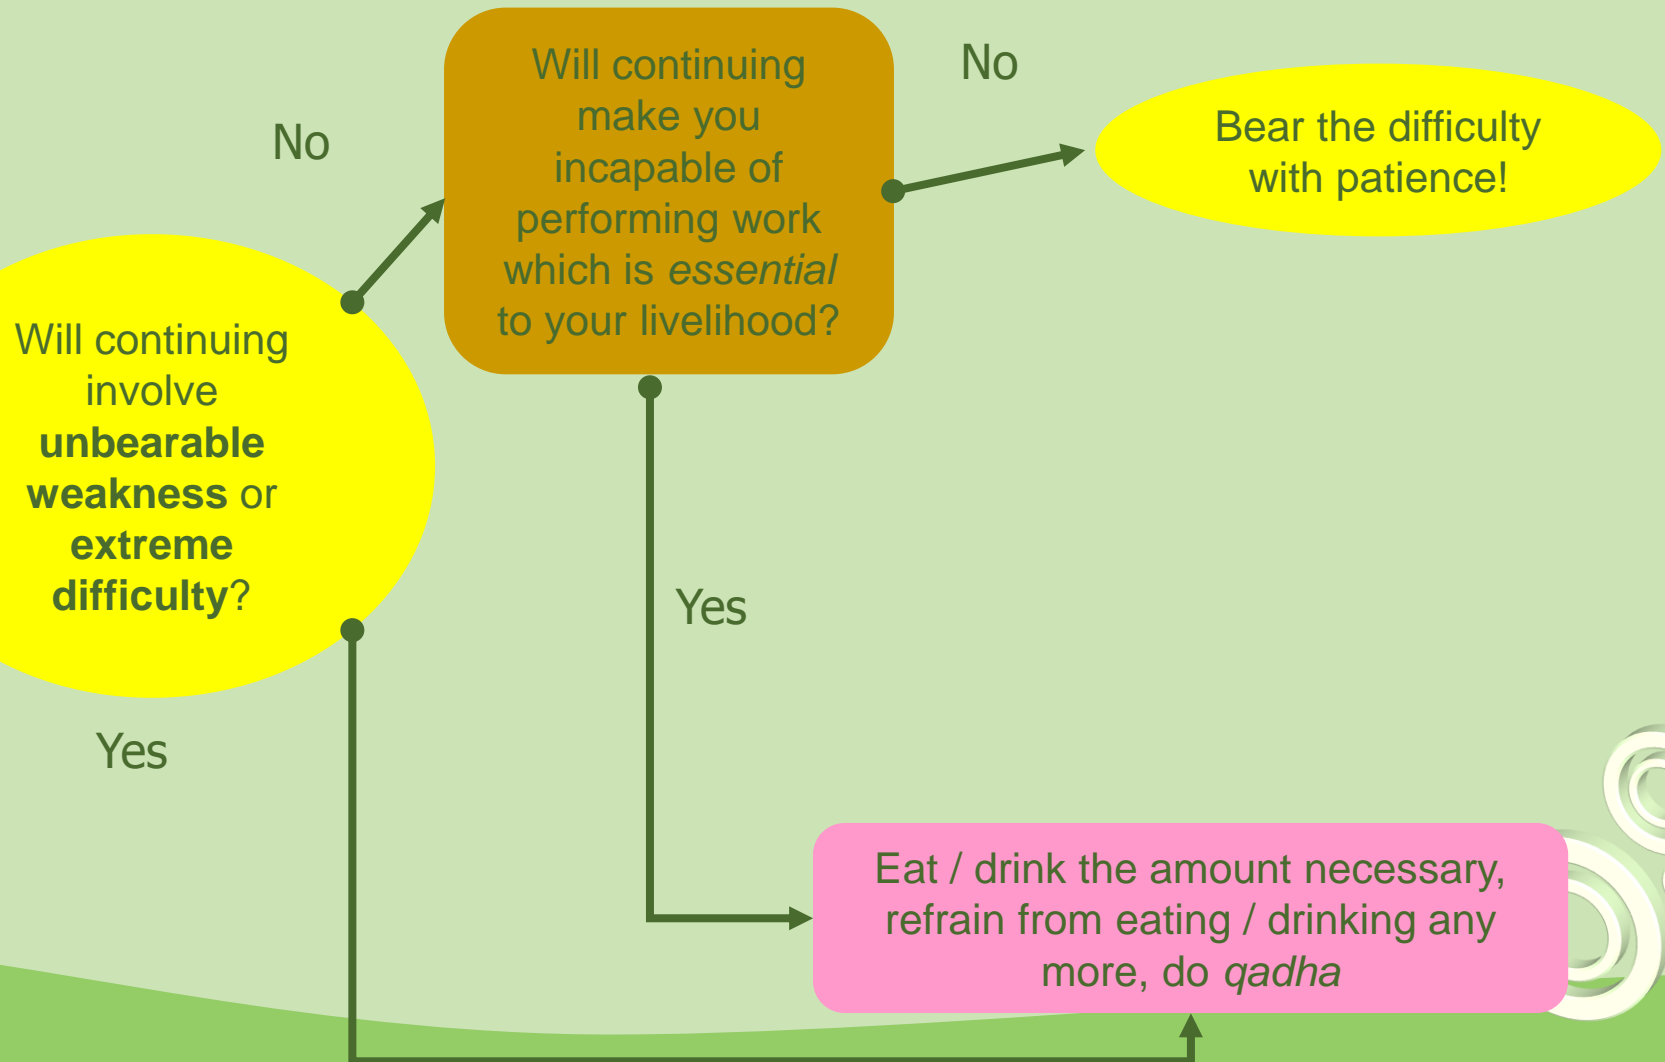 Will continuing
involve
unbearable
weakness or
extreme
difficulty?
No
Yes
Will continuing
make you
incapable of
performing work
which is essential
to your livelihood?
No
Yes
Bear the difficulty
with patience!
Eat / drink the amount necessary,
refrain from eating / drinking any
more, do qadha